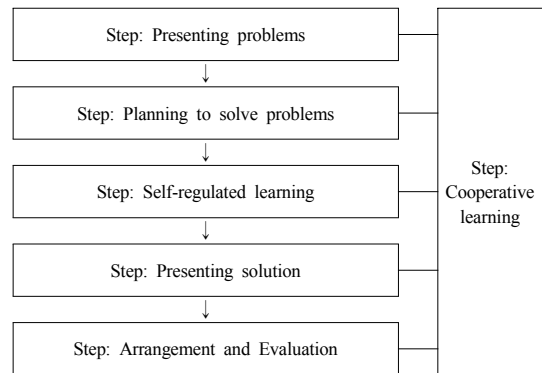 Step: Presenting problems
Step: Planning to solve problems
Step: Self-regulated learning
Step: Presenting solution
Step: Arrangement and Evaluation
Step:
Cooperative
learning